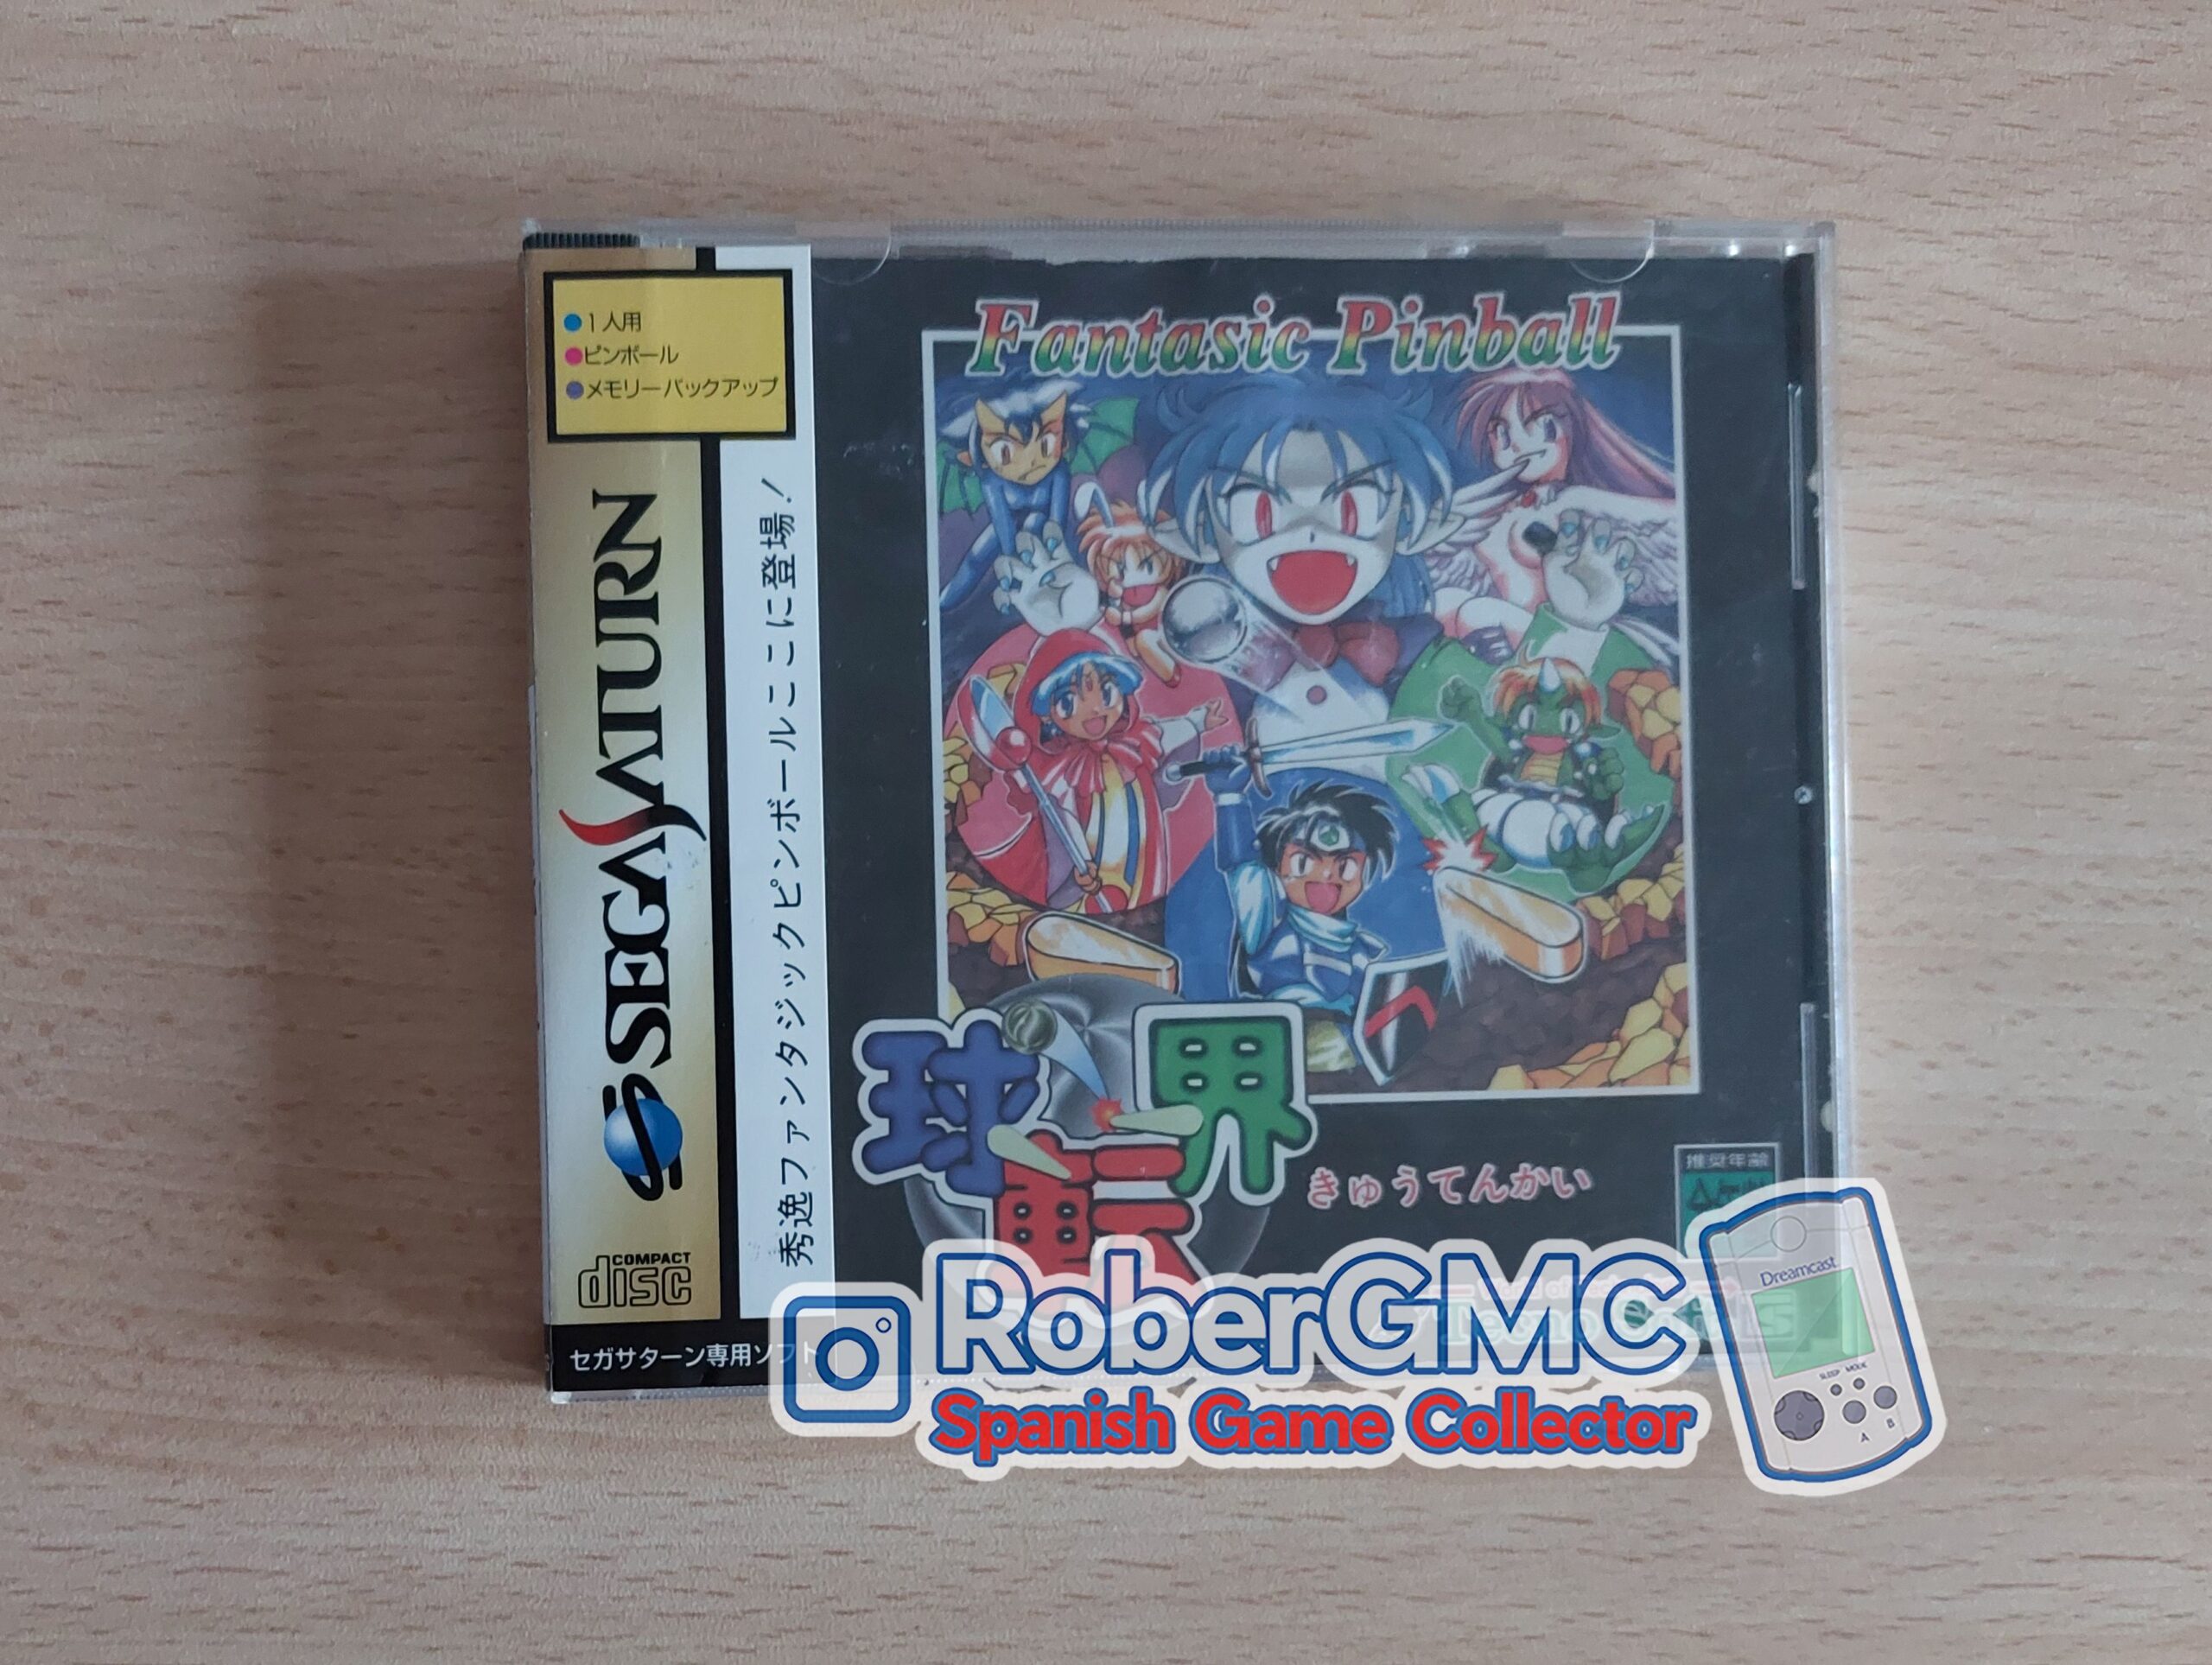 ●1人用
●ピンボール
●メモリーバックアップ
SEGA SATURN
COMPACT
disc
セガサターン専用ソフト
秀逸ファンタジックピンボールここに登場!
Fantasic Pinball
球転界
きゅうてんかい
推奨年齢
RoberGMC
Spanish Game Collector
Dreamcast
SLEEP MODE
B
A